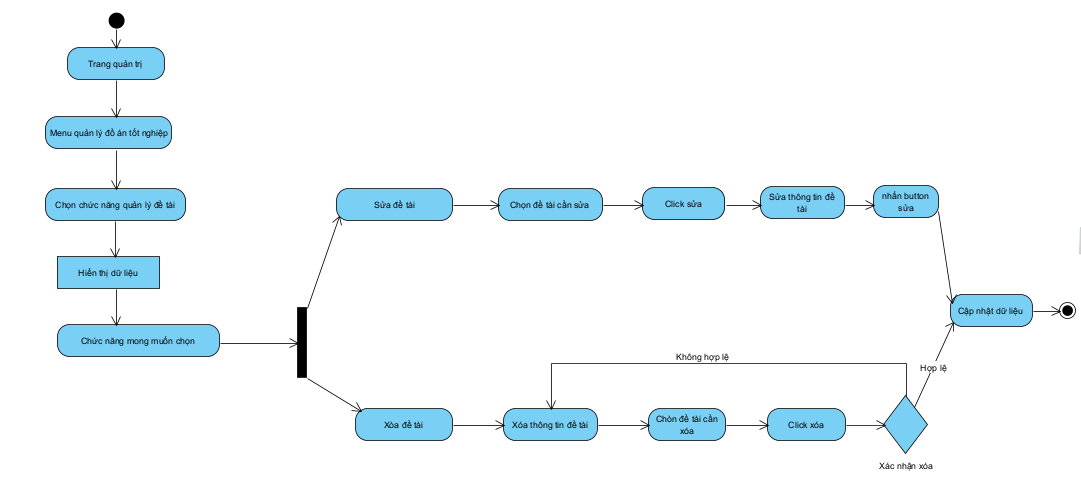 Trang quản trị
Menu quản lý đồ án tốt nghiệp
Chọn chức năng quản lý đề tài
Hiển thị dữ liệu
Chức năng mong muốn chọn
Sửa đề tài
Chọn đề tài cần sửa
Click sửa
Sửa thông tin đề
tài
nhấn button
sửa
Cập nhật dữ liệu
Không hợp lệ
Hợp lệ
Xóa đề tài
Xóa thông tin đề tài
Chòn đề tài cần
xóa
Click xóa
Xác nhận xóa